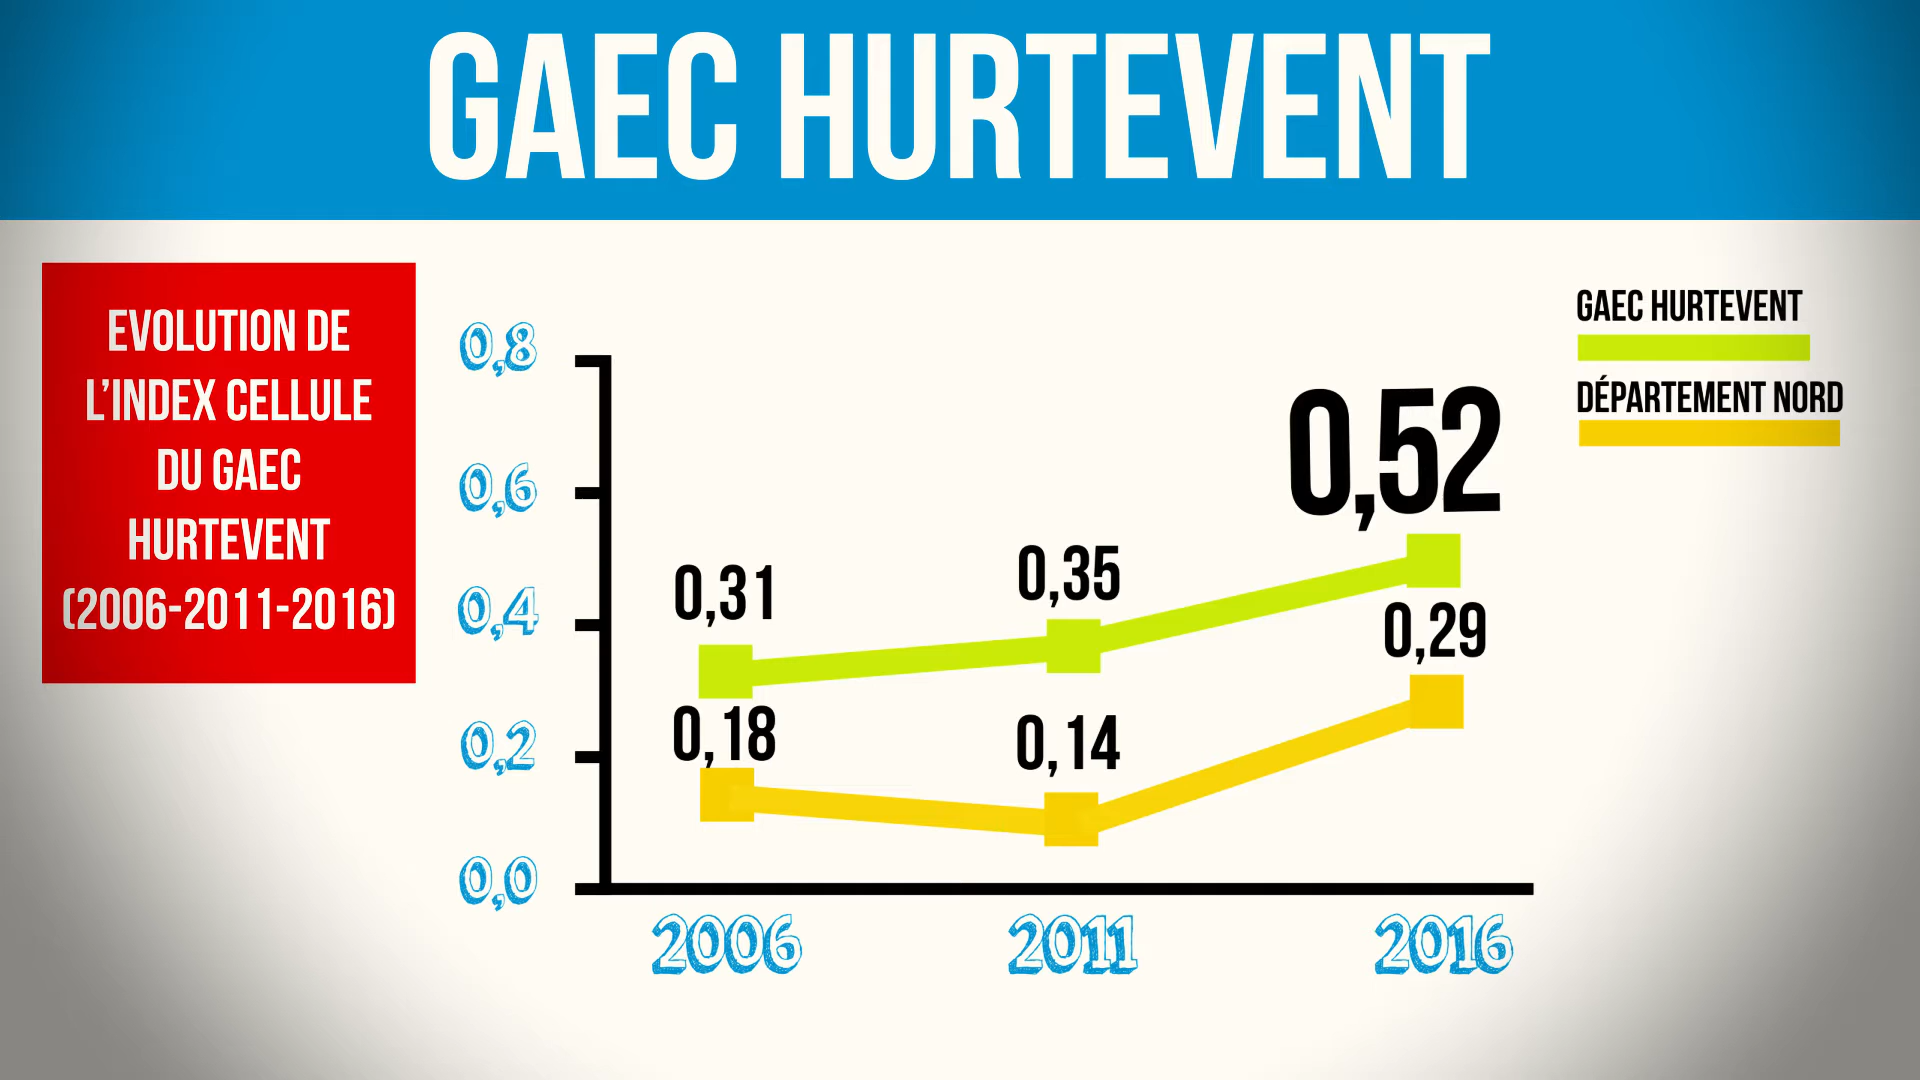 GAEC HURTEVENT
EVOLUTION DE
L'INDEX CELLULE
DU GAEC
HURTEVENT
(2006-2011-2016)
0,8
0,6
0,4
0,2
0,0
0,31
0,35
0,52
0,18
0,14
0,29
2006
2011
2016
GAEC HURTEVENT
DÉPARTEMENT NORD